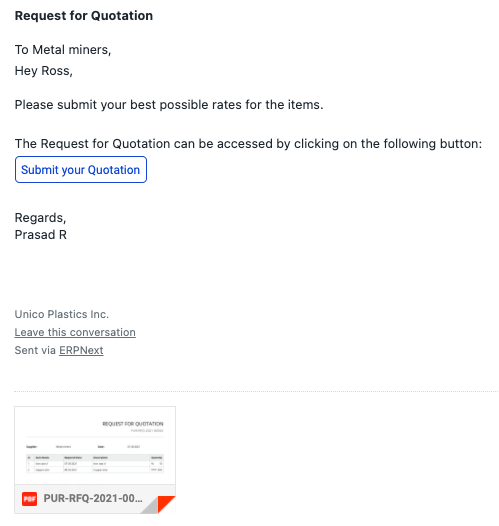 Request for Quotation
To Metal miners,
Hey Ross,
Please submit your best possible rates for the items.
The Request for Quotation can be accessed by clicking on the following button:
Submit your Quotation
Regards,
Prasad R
Unico Plastics Inc.
Leave this conversation
Sent via ERPNext
REQUEST FOR QUOTATION
PDF PUR-RFQ-2021-00...